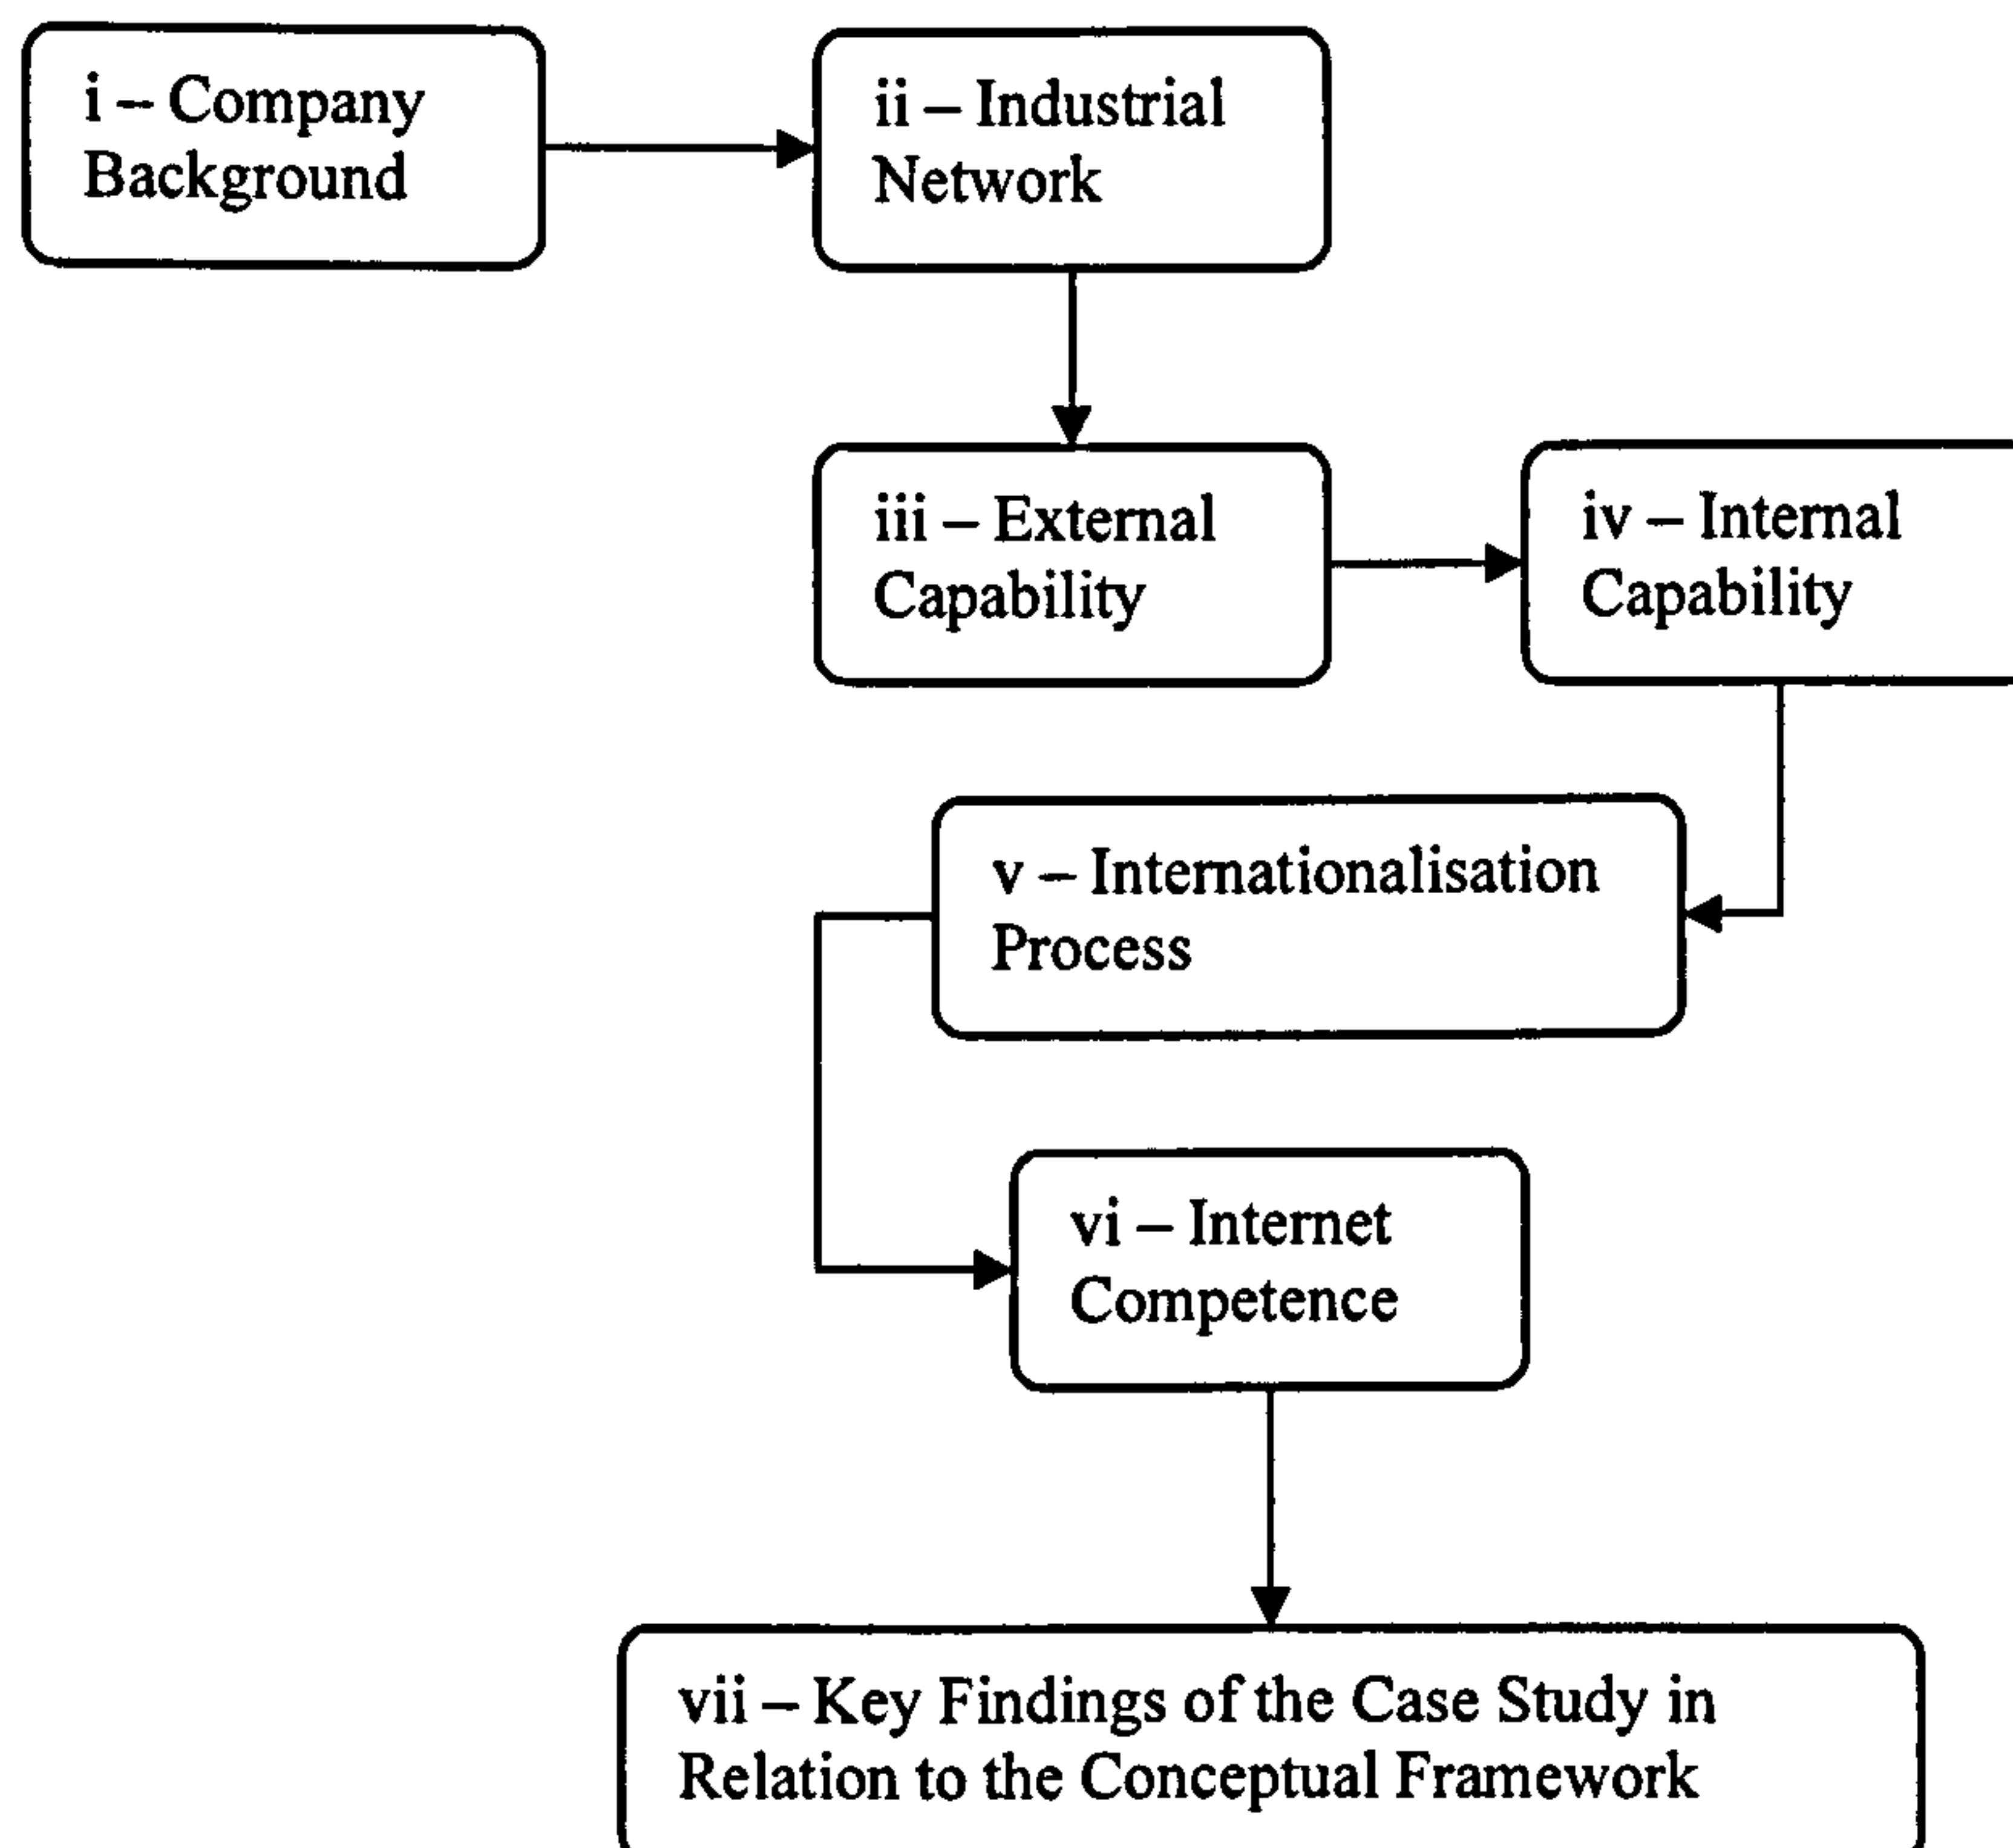 i – Company
Background
ii – Industrial
Network
iii – External
Capability
iv – Internal
Capability
v – Internationalisation
Process
vi – Internet
Competence
vii – Key Findings of the Case Study in
Relation to the Conceptual Framework